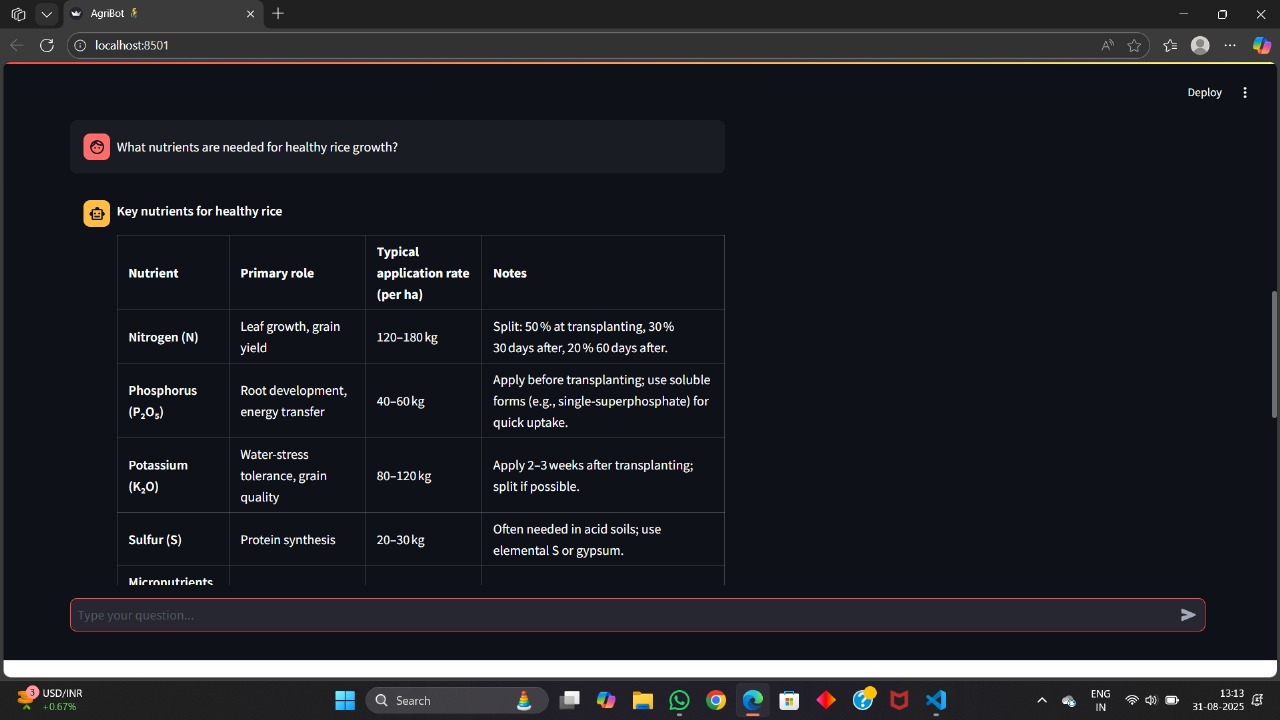 AgriBot
localhost:8501
Deploy
What nutrients are needed for healthy rice growth?
Key nutrients for healthy rice
Nutrient
Primary role
Typical
application rate
(per ha)
Notes
Nitrogen (N)
Leaf growth, grain
yield
120–180 kg
Split: 50 % at transplanting, 30 %
30 days after, 20 % 60 days after.
Phosphorus
(P₂O₅)
Root development,
energy transfer
40–60 kg
Apply before transplanting; use soluble
forms (e.g., single-superphosphate) for
quick uptake.
Potassium
(K₂O)
Water-stress
tolerance, grain
quality
80–120 kg
Apply 2–3 weeks after transplanting;
split if possible.
Sulfur (S)
Protein synthesis
20–30 kg
Often needed in acid soils; use
elemental S or gypsum.
Micronutrients
Type your question...
3
USD/INR
+0.67%
Search
ENG
IN
13:13
31-08-2025